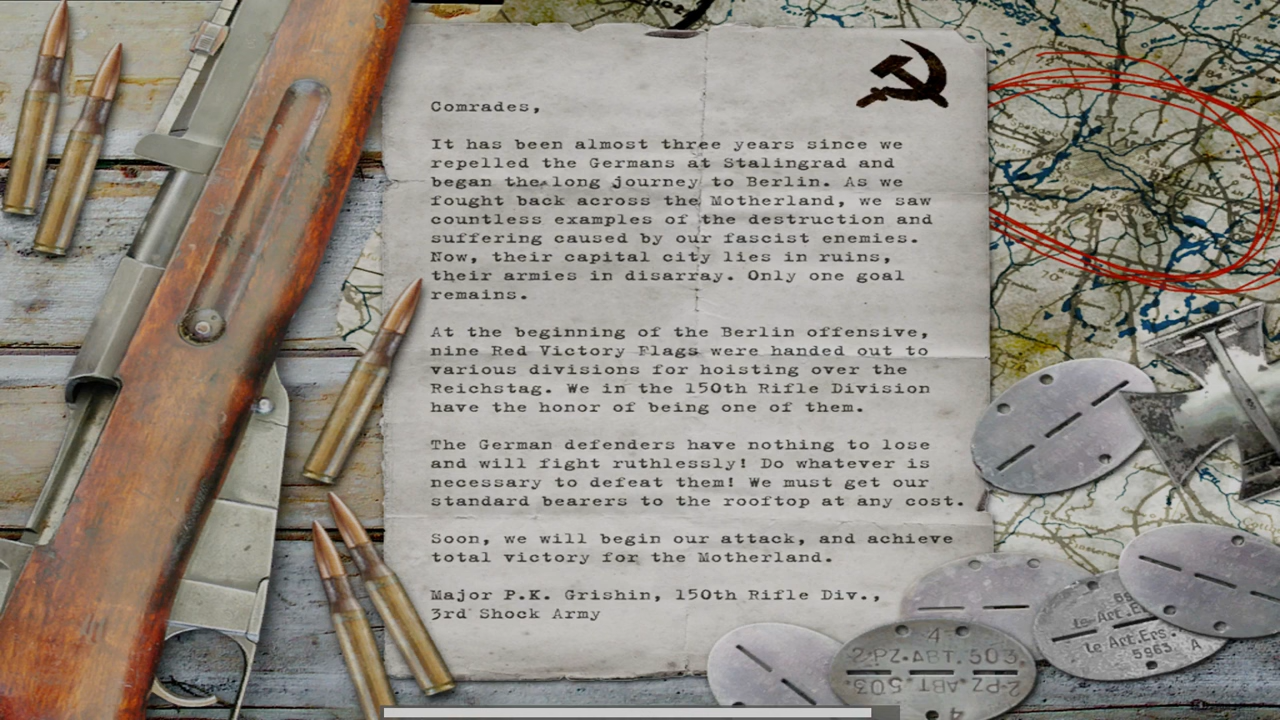 Comrades,
It has been almost three years since we
repelled the Germans at Stalingrad and
began the long journey to Berlin. As we
fought back across the Motherland, we saw
countless examples of the destruction and
suffering caused by our fascist enemies.
Now, their capital city lies in ruins,
their armies in disarray. Only one goal
remains.
At the beginning of the Berlin offensive,
nine Red Victory Flags were handed out to
various divisions for hoisting over the
Reichstag. We in the 150th Rifle Division
have the honor of being one of them.
The German defenders have nothing to lose
and will fight ruthlessly! Do whatever is
necessary to defeat them! We must get our
standard bearers to the rooftop at any cost.
Soon, we will begin our attack, and achieve
total victory for the Motherland.
Major P.K. Grishin, 150th Rifle Div.,
3rd Shock Army
BERLIN
le Art.Ers.
5963 A
4
2·PZ·ABT. 503.
2·PZ·ABT. 503.
4